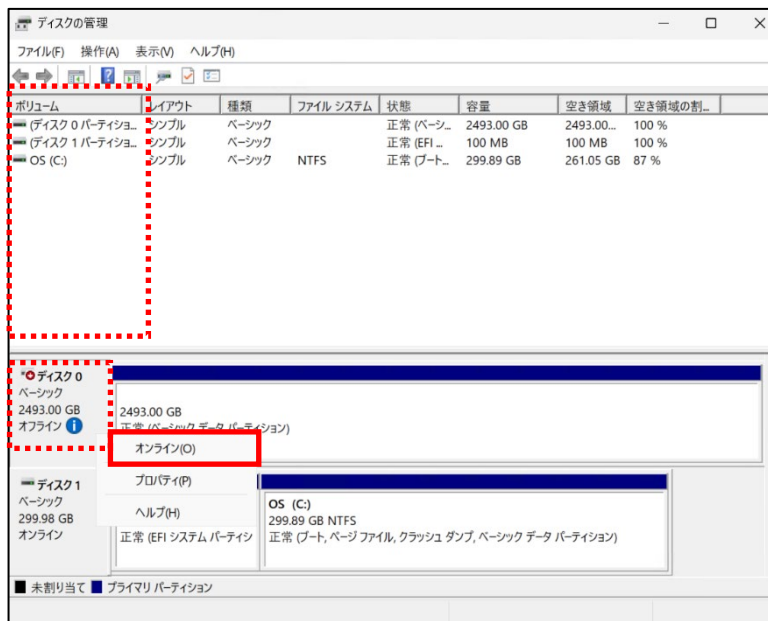 ディスクの管理
ファイル(F) 操作(A) 表示(V) ヘルプ(H)
ボリューム レイアウト 種類 ファイル システム 状態 容量 空き領域 空き領域の割...
(ディスク 0 パーティショ... シンプル ベーシック 正常 (ベーシ... 2493.00 GB 2493.00... 100 %
(ディスク 1 パーティショ... シンプル ベーシック 正常 (EFI ... 100 MB 100 MB 100 %
OS (C:) シンプル ベーシック NTFS 正常 (ブート... 299.89 GB 261.05 GB 87 %
ディスク 0
ベーシック
2493.00 GB
オフライン
2493.00 GB
正常 (ベーシック データ パーティション)
オンライン(O)
プロパティ(P)
ヘルプ(H)
ディスク 1
ベーシック
299.98 GB
オンライン
正常 (EFI システム パーティシ
OS (C:)
299.89 GB NTFS
正常 (ブート, ページ ファイル, クラッシュ ダンプ, ベーシック データ パーティション)
未割り当て プライマリ パーティション